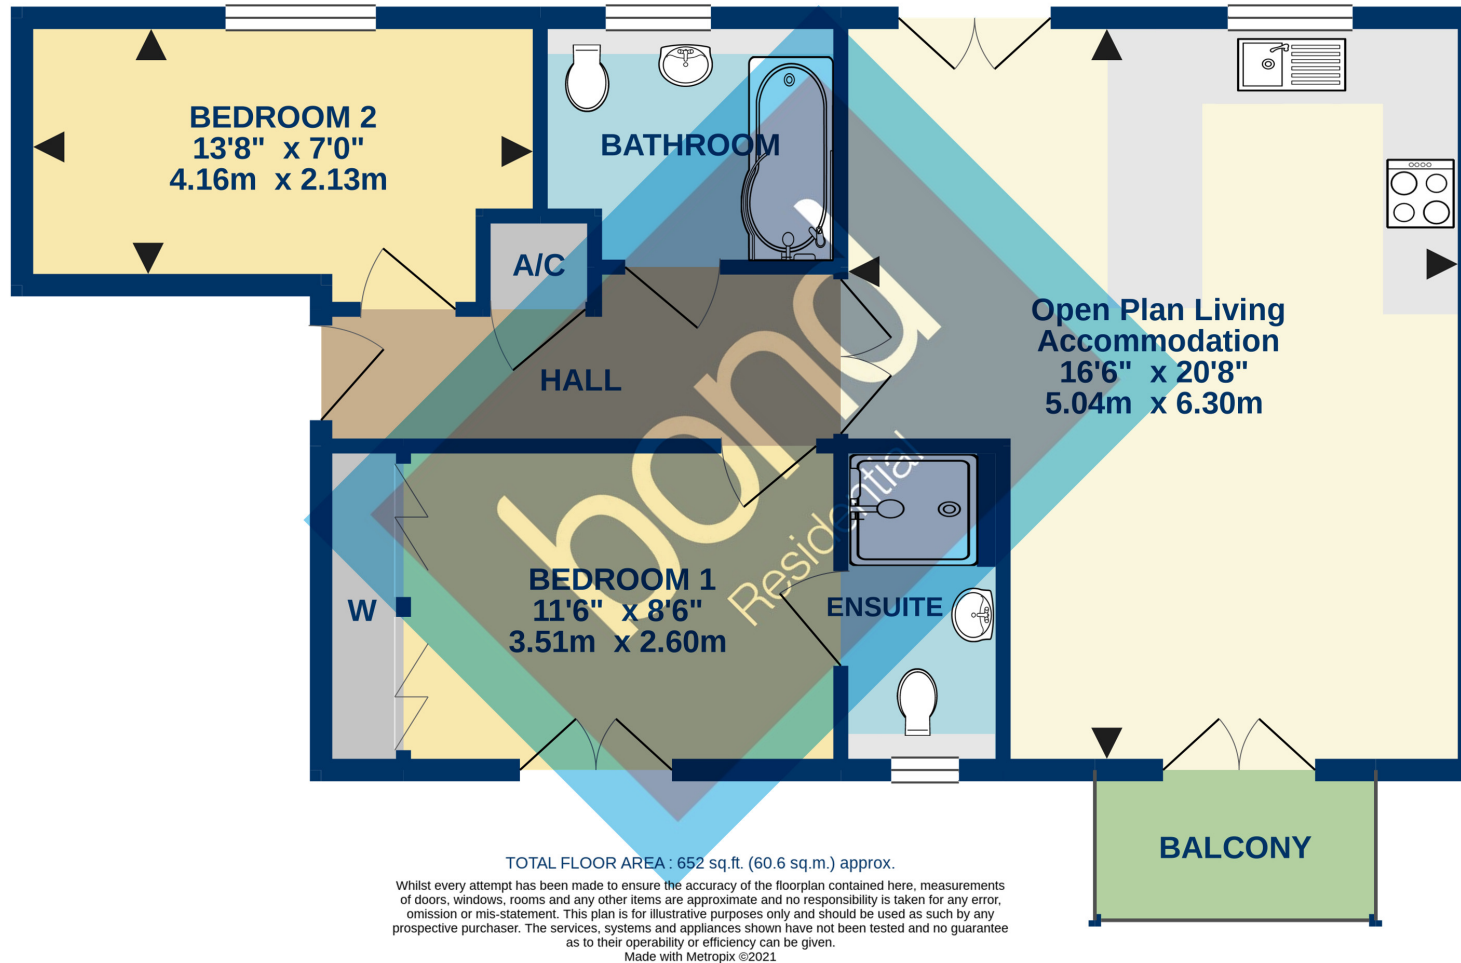 BEDROOM 2
13'8" x 7'0"
4.16m x 2.13m
BATHROOM
A/C
HALL
Open Plan Living
Accommodation
16'6" x 20'8"
5.04m x 6.30m
bond
Residential
BEDROOM 1
11'6" x 8'6"
3.51m x 2.60m
W
ENSUITE
BALCONY
TOTAL FLOOR AREA : 652 sq.ft. (60.6 sq.m.) approx.
Whilst every attempt has been made to ensure the accuracy of the floorplan contained here, measurements
of doors, windows, rooms and any other items are approximate and no responsibility is taken for any error,
omission or mis-statement. This plan is for illustrative purposes only and should be used as such by any
prospective purchaser. The services, systems and appliances shown have not been tested and no guarantee
as to their operability or efficiency can be given.
Made with Metropix ©2021